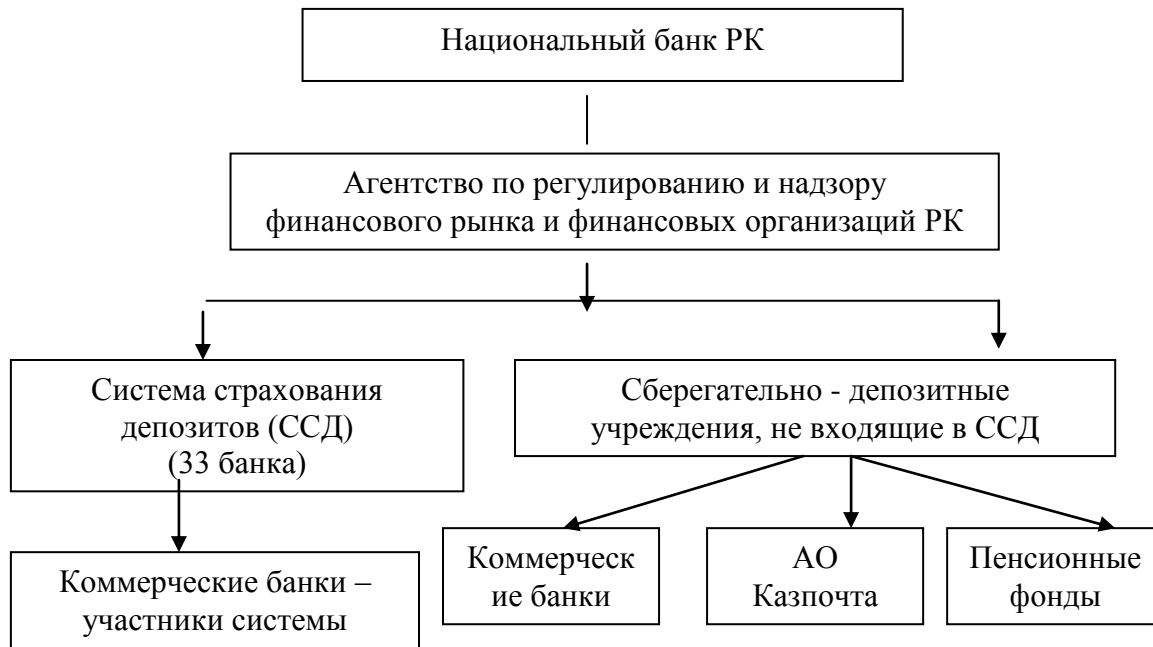 Национальный банк РК
Агентство по регулированию и надзору
финансового рынка и финансовых организаций РК
Система страхования
депозитов (ССД)
(33 банка)
Сберегательно - депозитные
учреждения, не входящие в ССД
Коммерческие банки –
участники системы
Коммерческ
ие банки
АО
Казпочта
Пенсионные
фонды